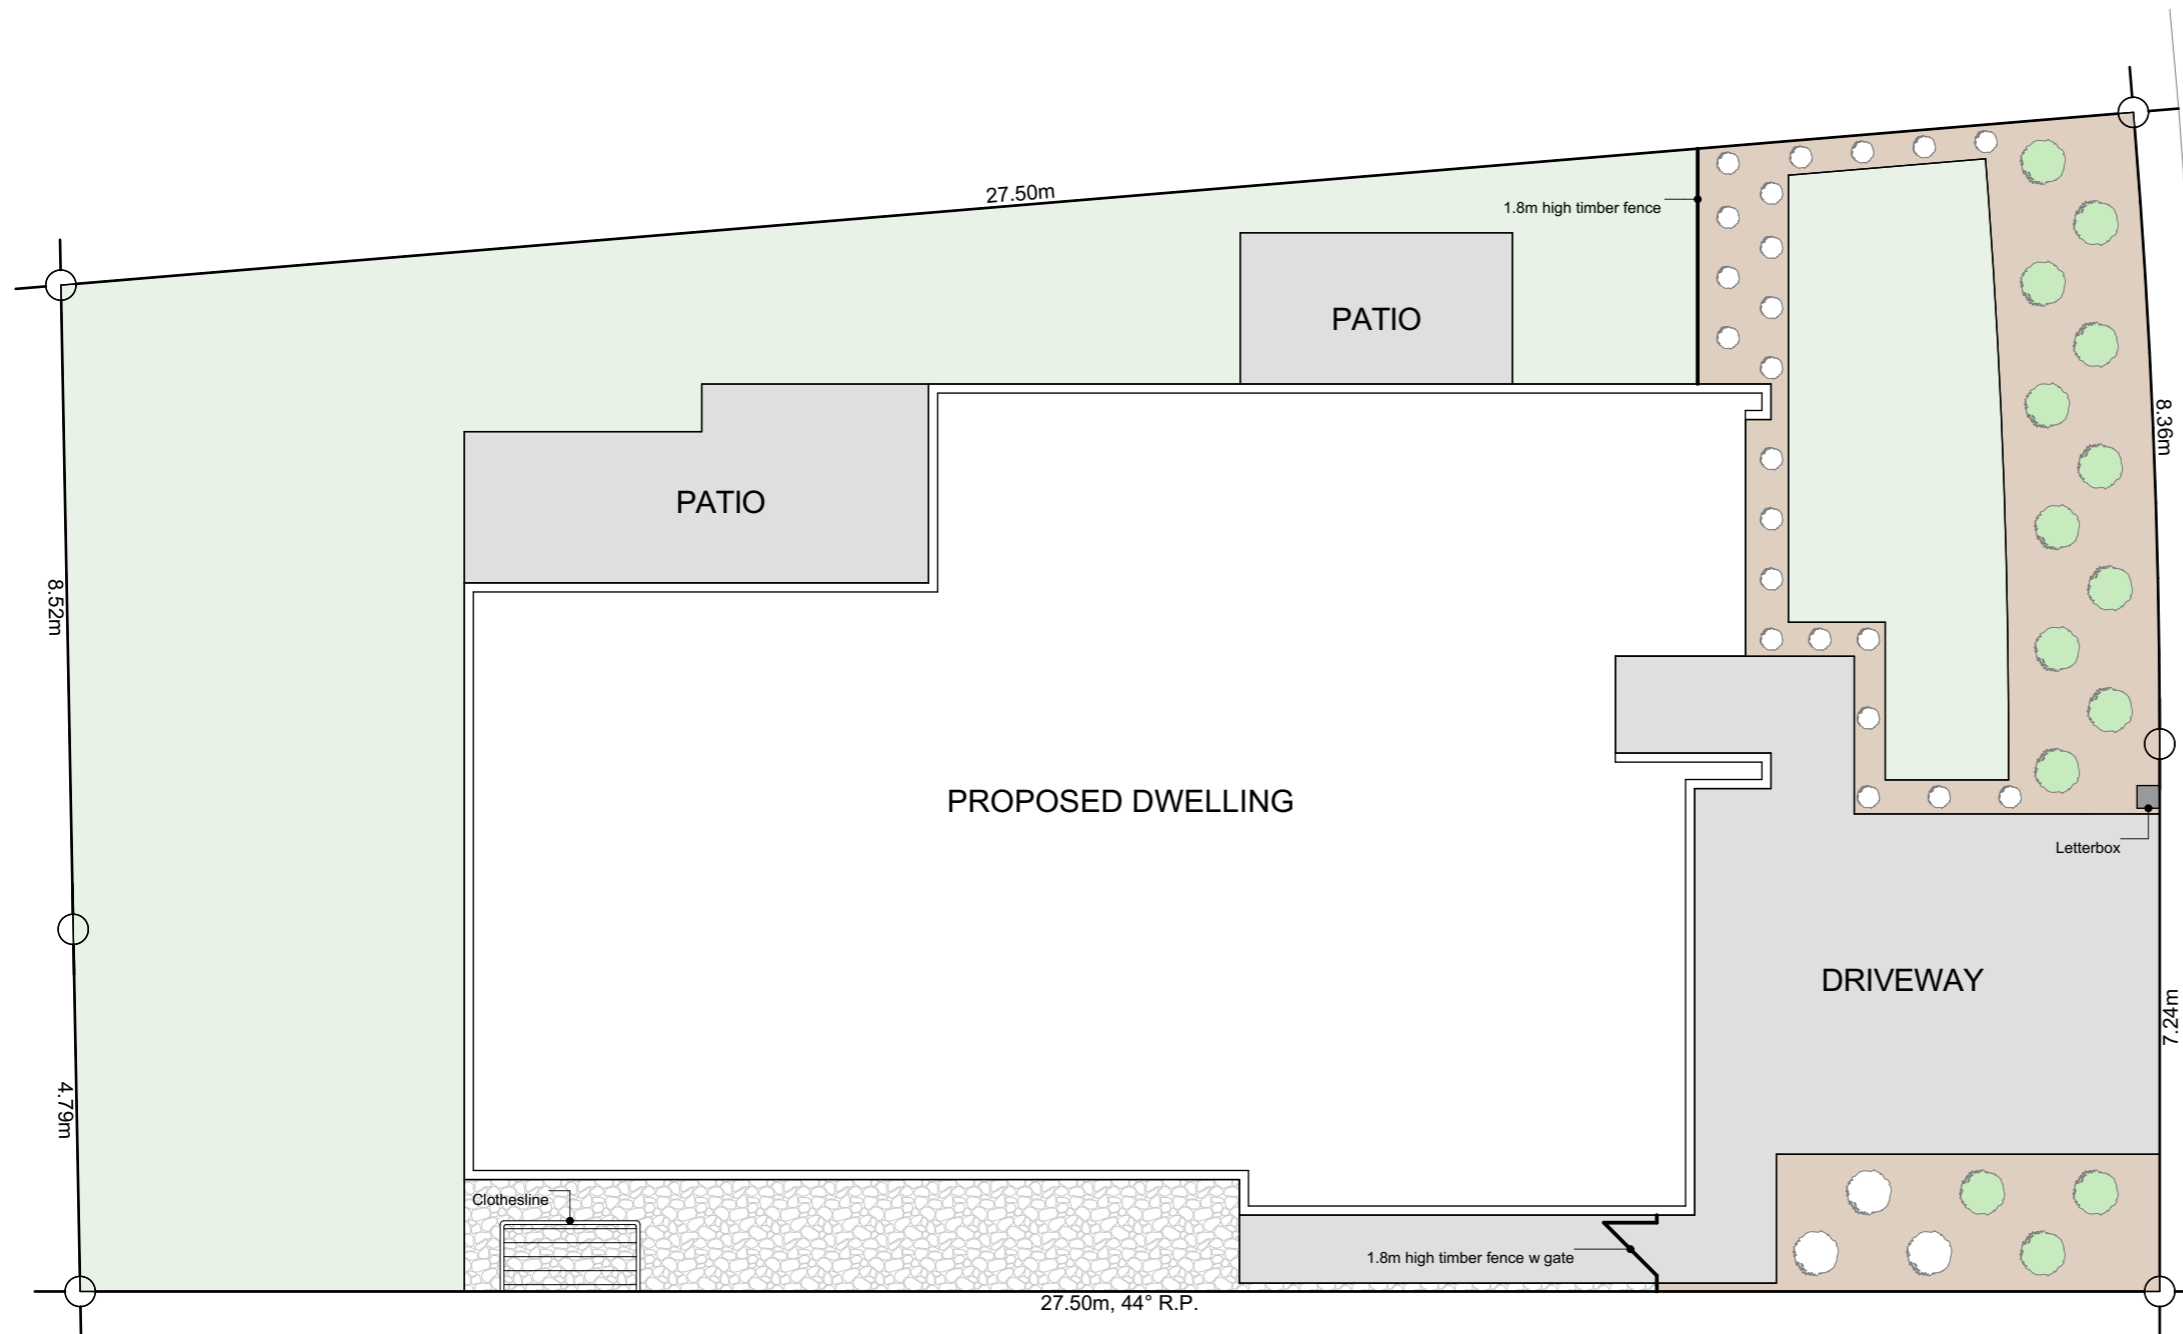 27.50m
1.8m high timber fence
PATIO
8.36m
PATIO
8.52m
PROPOSED DWELLING
Letterbox
DRIVEWAY
7.24m
4.79m
Clothesline
1.8m high timber fence w gate
27.50m, 44° R.P.